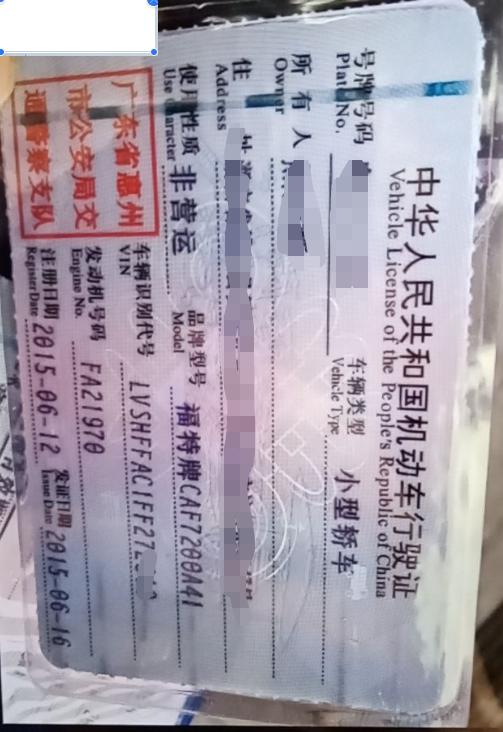 中华人民共和国机动车行驶证
Vehicle License of the People's Republic of China
号牌号码 车辆类型 小型轿车
Plate No. Vehicle Type
所有人
Owner
住址
Address
使用性质 非营运 品牌型号 福特牌CAF7200A41
Use Character Model
广东省惠州
市公安局交
通警察支队
车辆识别代号 LVSHFFAC1FF27
VIN
发动机号码 FA21970
Engine No.
注册日期 2015-06-12 发证日期 2015-06-16
Register Date Issue Date